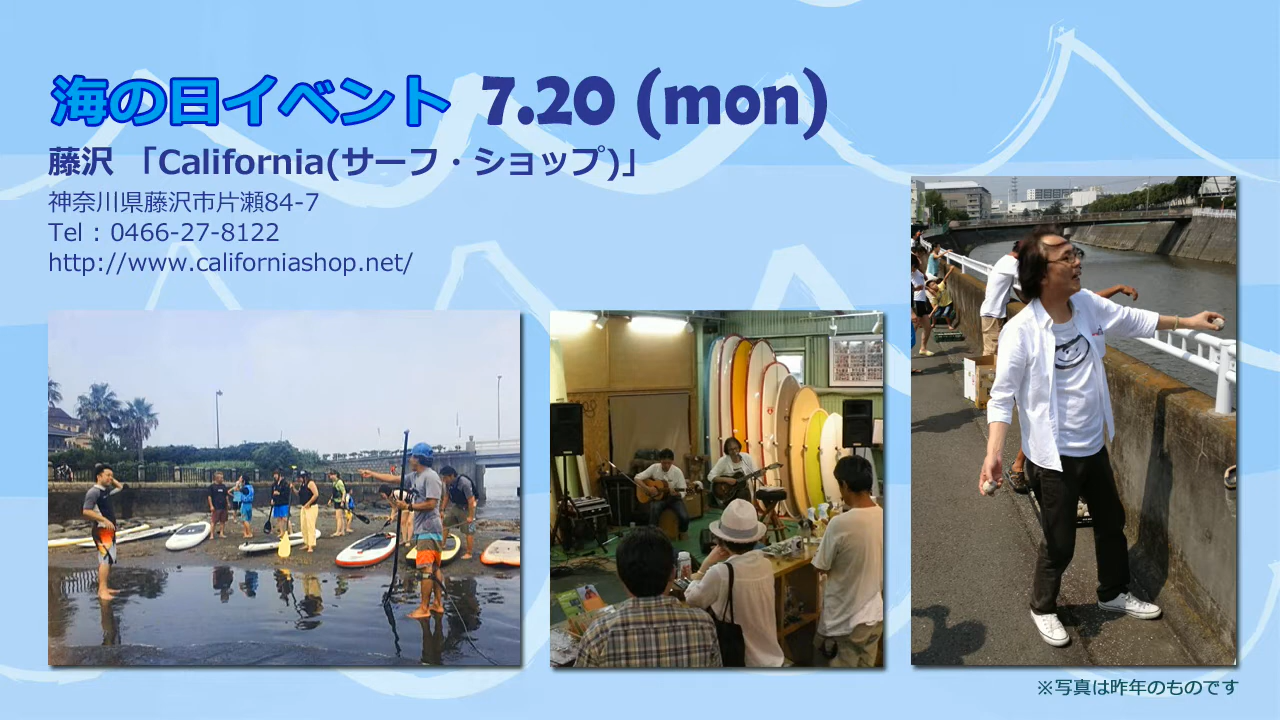 海の日イベント 7.20 (mon)
藤沢 「California(サーフ・ショップ)」
神奈川県藤沢市片瀬84-7
Tel : 0466-27-8122
http://www.californiashop.net/
※写真は昨年のものです